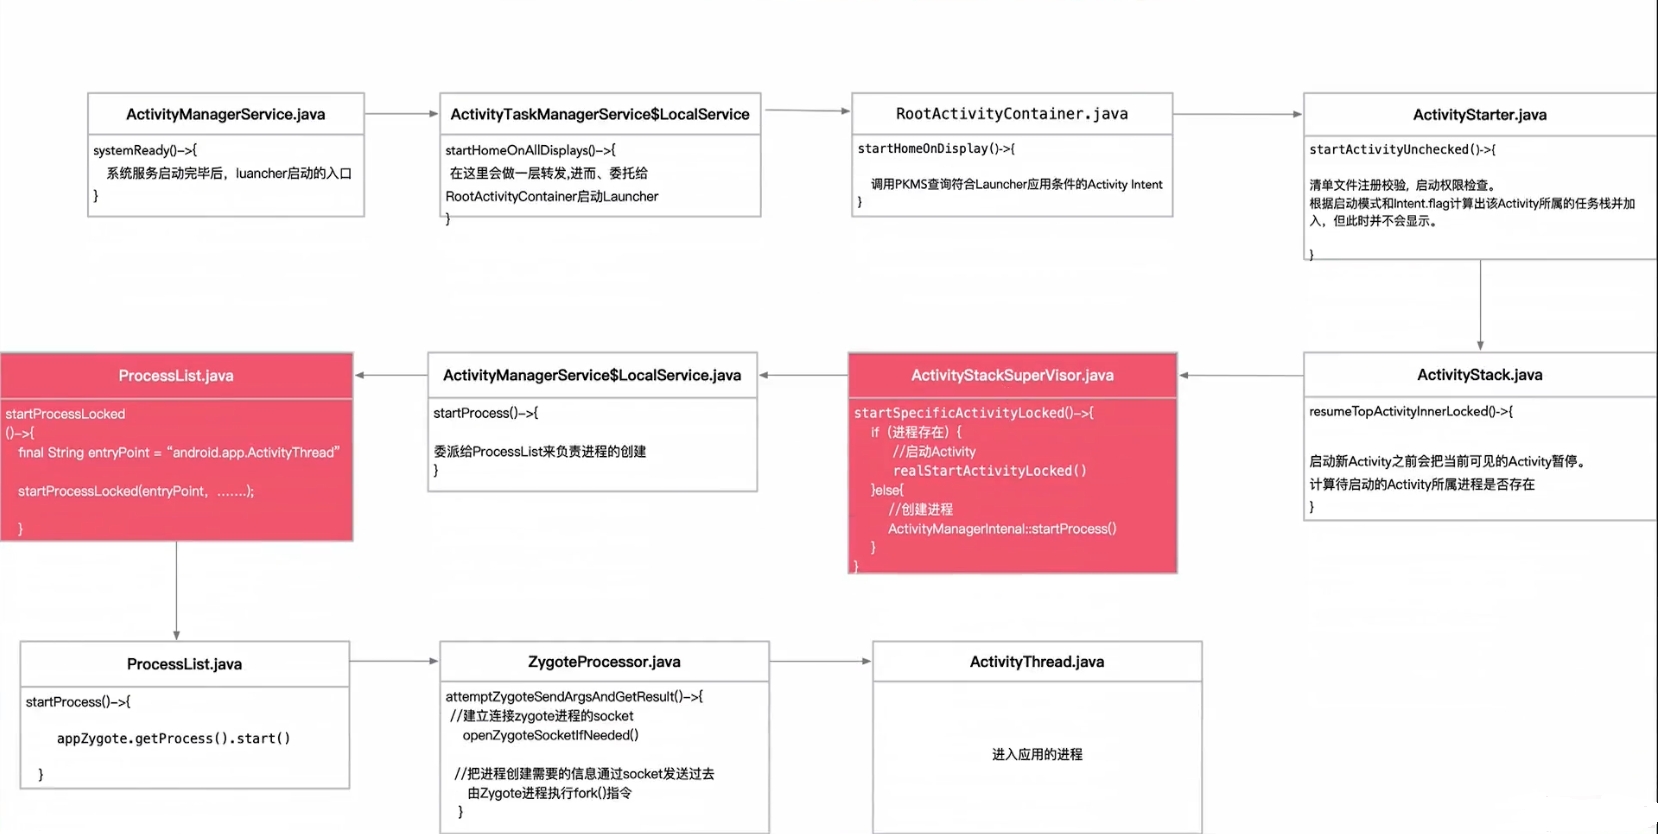 ActivityManagerService.java
systemReady()->{
系统服务启动完毕后，luancher启动的入口
}
ActivityTaskManagerService$LocalService
startHomeOnAllDisplays()->{
在这里会做一层转发,进而、委托给
RootActivityContainer启动Launcher
}
RootActivityContainer.java
startHomeOnDisplay()->{
调用PKMS查询符合Launcher应用条件的Activity Intent
}
ActivityStarter.java
startActivityUnchecked()->{
清单文件注册校验，启动权限检查。
根据启动模式和Intent.flag计算出该Activity所属的任务栈并加
入，但此时并不会显示。
}
ProcessList.java
startProcessLocked
()->{
final String entryPoint = “android.app.ActivityThread”
startProcessLocked(entryPoint，…….);
}
ActivityManagerService$LocalService.java
startProcess()->{
委派给ProcessList来负责进程的创建
}
ActivityStackSuperVisor.java
startSpecificActivityLocked()->{
if（进程存在）{
//启动Activity
realStartActivityLocked()
}else{
//创建进程
ActivityManagerIntenal::startProcess()
}
}
ActivityStack.java
resumeTopActivityInnerLocked()->{
启动新Activity之前会把当前可见的Activity暂停。
计算待启动的Activity所属进程是否存在
}
ProcessList.java
startProcess()->{
appZygote.getProcess().start()
}
ZygoteProcessor.java
attemptZygoteSendArgsAndGetResult()->{
//建立连接zygote进程的socket
openZygoteSocketIfNeeded()
//把进程创建需要的信息通过socket发送过去
由Zygote进程执行fork()指令
}
ActivityThread.java
进入应用的进程